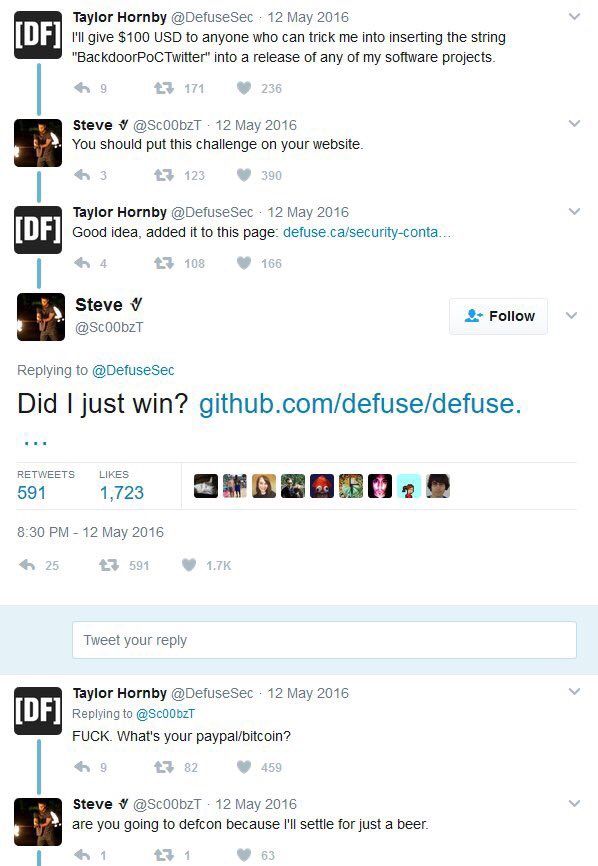 [DF]
Taylor Hornby @DefuseSec · 12 May 2016
I'll give $100 USD to anyone who can trick me into inserting the string
"BackdoorPoCTwitter" into a release of any of my software projects.
9 171 236
Steve @Sc00bzT · 12 May 2016
You should put this challenge on your website.
3 123 390
[DF]
Taylor Hornby @DefuseSec · 12 May 2016
Good idea, added it to this page: defuse.ca/security-conta…
4 108 166
Steve
@Sc00bzT
Follow
Replying to @DefuseSec
Did I just win? github.com/defuse/defuse.
…
RETWEETS LIKES
591 1,723
8:30 PM - 12 May 2016
25 591 1.7K
Tweet your reply
[DF]
Taylor Hornby @DefuseSec · 12 May 2016
Replying to @Sc00bzT
FUCK. What's your paypal/bitcoin?
9 82 459
Steve @Sc00bzT · 12 May 2016
are you going to defcon because I'll settle for just a beer.
1 1 63